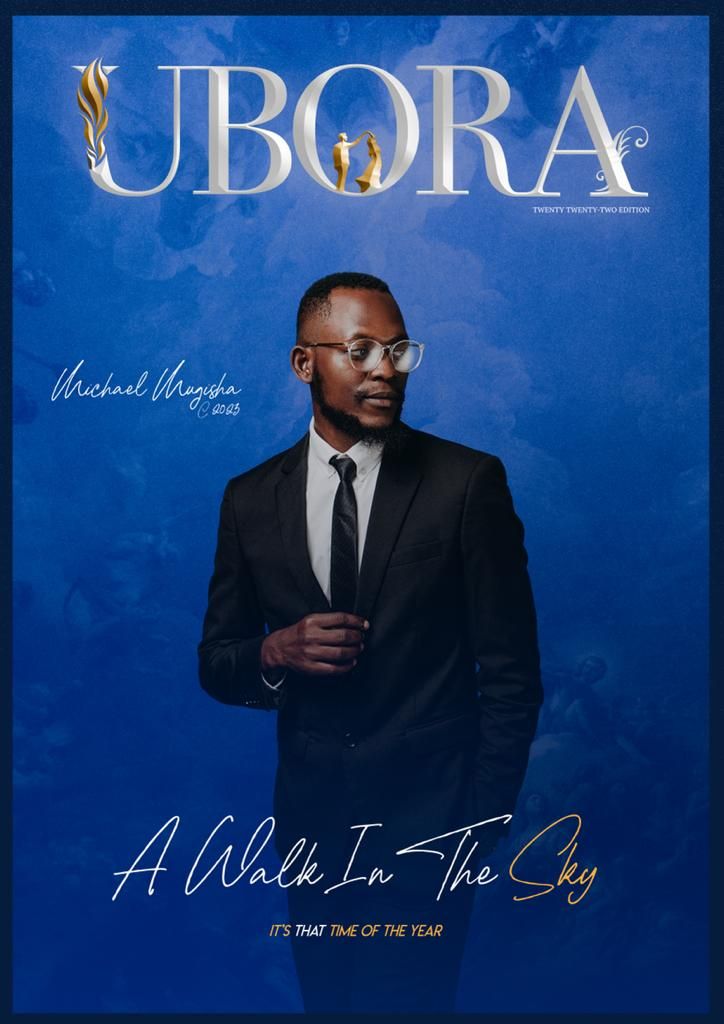 UBORA
TWENTY TWENTY-TWO EDITION
Michael Mugisha
© 2023
A Walk In The Sky
IT'S THAT TIME OF THE YEAR